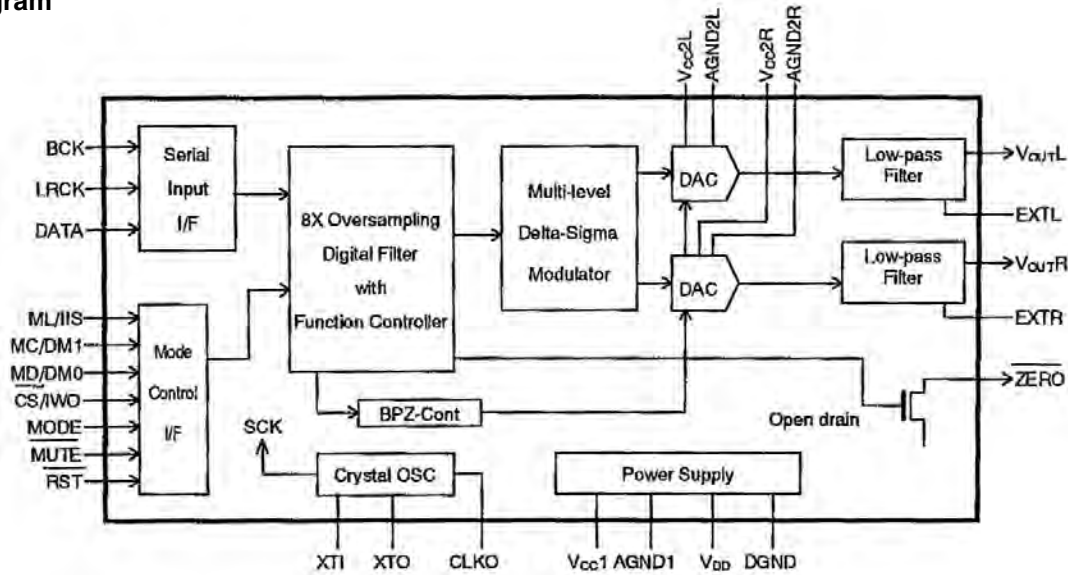 gram
VCC2L
AGND2L
VCC2R
AGND2R
BCK
LRCK
DATA
Serial
Input
I/F
8X Oversampling
Digital Filter
with
Function Controller
Multi-level
Delta-Sigma
Modulator
DAC
DAC
Low-pass
Filter
Low-pass
Filter
VOUTL
EXTL
VOUTR
EXTR
ZERO
ML/IIS
MC/DM1
MD/DM0
CS/IWO
MODE
MUTE
RST
Mode
Control
I/F
BPZ-Cont
Open drain
SCK
Crystal OSC
Power Supply
XTI
XTO
CLKO
VCC1
AGND1
VDD
DGND